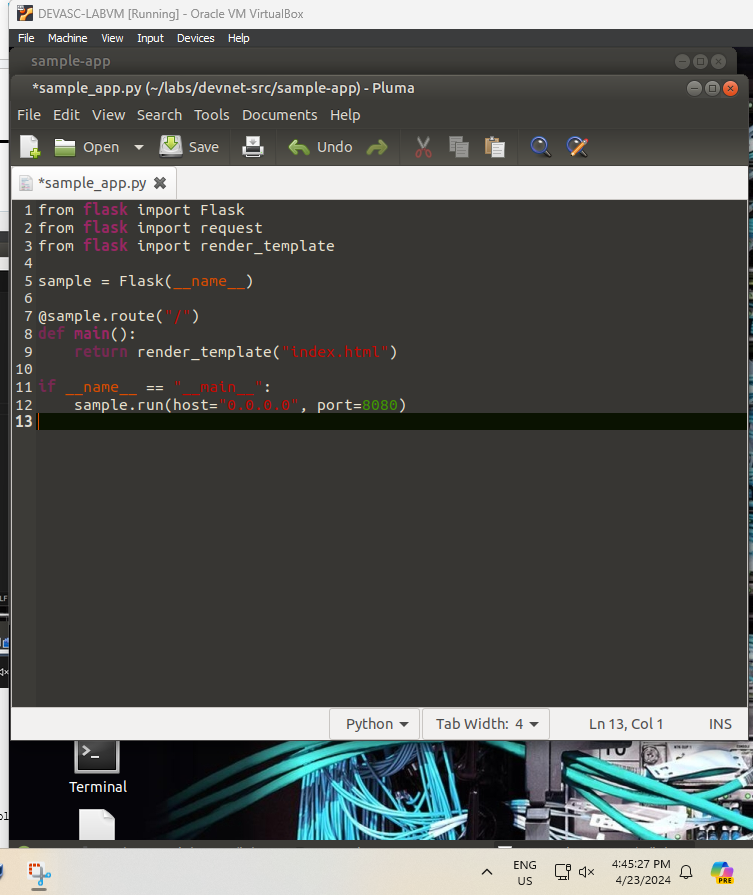 DEVASC-LABVM [Running] - Oracle VM VirtualBox
File Machine View Input Devices Help
sample-app
*sample_app.py (~/labs/devnet-src/sample-app) - Pluma
File Edit View Search Tools Documents Help
Open Save Undo
*sample_app.py
1 from flask import Flask
2 from flask import request
3 from flask import render_template
4
5 sample = Flask(__name__)
6
7 @sample.route("/")
8 def main():
9     return render_template("index.html")
10
11 if __name__ == "__main__":
12     sample.run(host="0.0.0.0", port=8080)
13
Python Tab Width: 4 Ln 13, Col 1 INS
Terminal
ENG
US
4:45:27 PM
4/23/2024
PRE